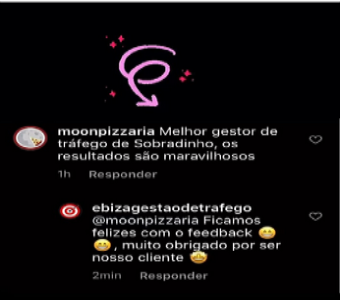 moonpizzaria Melhor gestor de
tráfego de Sobradinho, os
resultados são maravilhosos
1h Responder
ebizagestaodetrafego
@moonpizzaria Ficamos
felizes com o feedback 😁
😁, muito obrigado por ser
nosso cliente 🤩
2min Responder